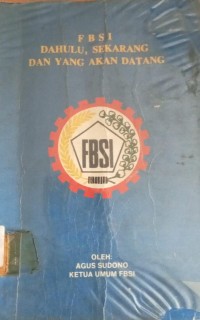 F B S I
DAHULU, SEKARANG
DAN YANG AKAN DATANG
FBSI
OLEH:
AGUS SUDONO
KETUA UMUM FBSI